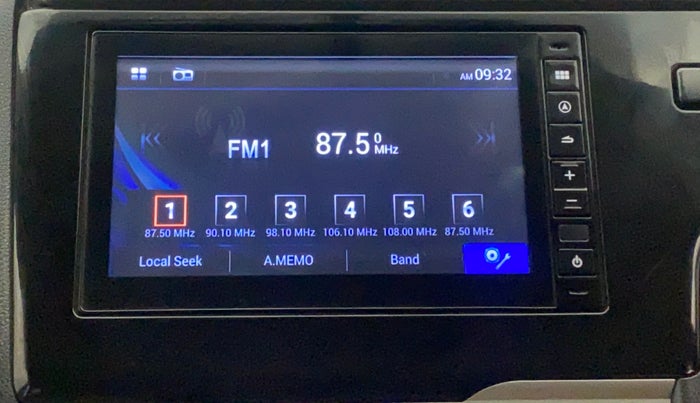 AM 09:32
FM1 87.50 MHz
1 2 3 4 5 6
87.50 MHz 90.10 MHz 98.10 MHz 106.10 MHz 108.00 MHz 87.50 MHz
Local Seek A.MEMO Band